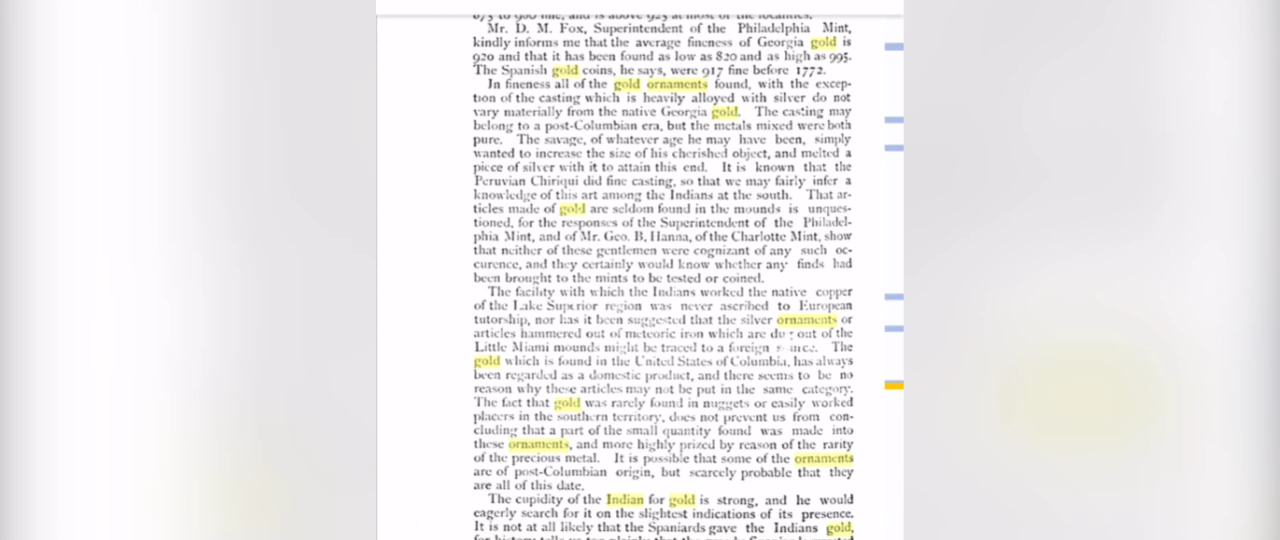 875 to 900 fine, and is above 925 at most of the localities.
Mr. D. M. Fox, Superintendent of the Philadelphia Mint,
kindly informs me that the average fineness of Georgia gold is
920 and that it has been found as low as 820 and as high as 995.
The Spanish gold coins, he says, were 917 fine before 1772.
In fineness all of the gold ornaments found, with the excep-
tion of the casting which is heavily alloyed with silver do not
vary materially from the native Georgia gold. The casting may
belong to a post-Columbian era, but the metals mixed were both
pure. The savage, of whatever age he may have been, simply
wanted to increase the size of his cherished object, and melted a
piece of silver with it to attain this end. It is known that the
Peruvian Chiriqui did fine casting, so that we may fairly infer a
knowledge of this art among the Indians at the south. That ar-
ticles made of gold are seldom found in the mounds is unques-
tioned, for the responses of the Superintendent of the Philadel-
phia Mint, and of Mr. Geo. B. Hanna, of the Charlotte Mint, show
that neither of these gentlemen were cognizant of any such oc-
curence, and they certainly would know whether any finds had
been brought to the mints to be tested or coined.
The facility with which the Indians worked the native copper
of the Lake Superior region was never ascribed to European
tutorship, nor has it been suggested that the silver ornaments or
articles hammered out of meteoric iron which are du out of the
Little Miami mounds might be traced to a foreign The
gold which is found in the United States of Columbia, has always
been regarded as a domestic product, and there seems to be no
reason why these articles may not be put in the same category.
The fact that gold was rarely found in nuggets or easily worked
placers in the southern territory, does not prevent us from con-
cluding that a part of the small quantity found was made into
these ornaments, and more highly prized by reason of the rarity
of the precious metal. It is possible that some of the ornaments
are of post-Columbian origin, but scarcely probable that they
are all of this date.
The cupidity of the Indian for gold is strong, and he would
eagerly search for it on the slightest indications of its presence.
It is not at all likely that the Spaniards gave the Indians gold,